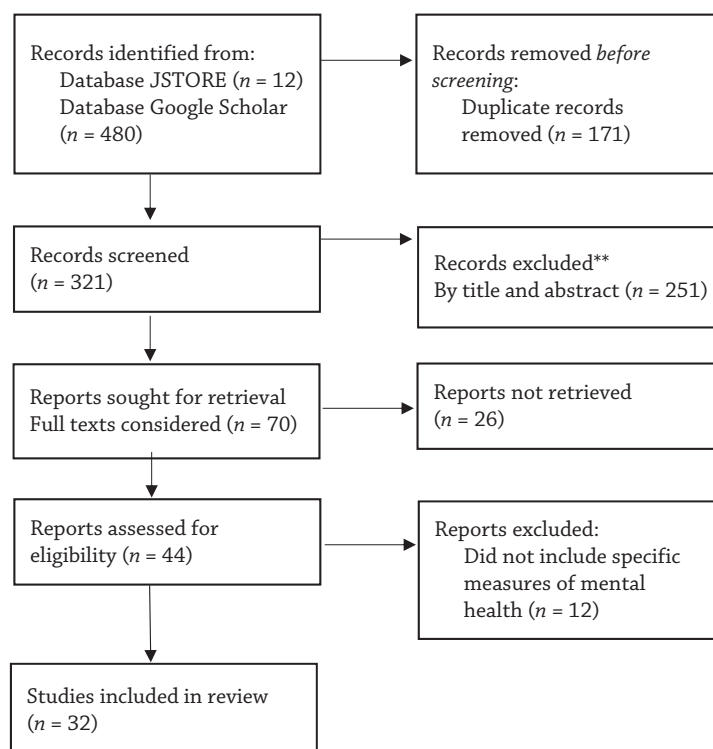 Records identified from:
Database JSTORE (n = 12)
Database Google Scholar
(n = 480)
Records removed before
screening:
Duplicate records
removed (n = 171)
Records screened
(n = 321)
Records excluded**
By title and abstract (n = 251)
Reports sought for retrieval
Full texts considered (n = 70)
Reports not retrieved
(n = 26)
Reports assessed for
eligibility (n = 44)
Reports excluded:
Did not include specific
measures of mental
health (n = 12)
Studies included in review
(n = 32)